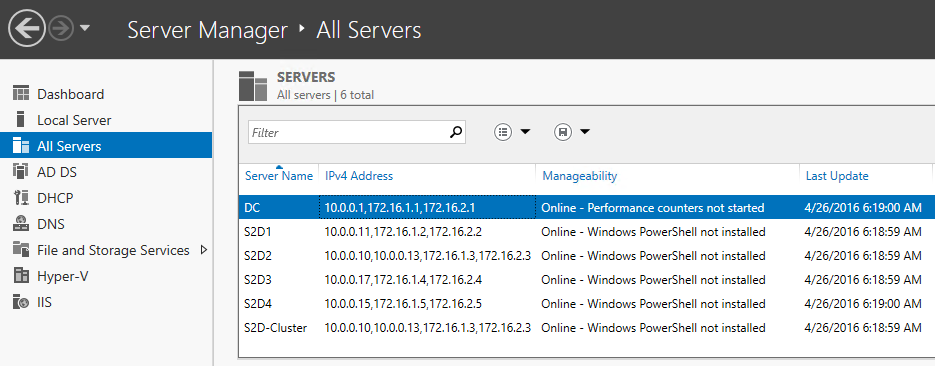 Server Manager ‣ All Servers
Dashboard
Local Server
All Servers
AD DS
DHCP
DNS
File and Storage Services
Hyper-V
IIS
SERVERS
All servers | 6 total
Filter
Server Name IPv4 Address Manageability Last Update
DC 10.0.0.1,172.16.1.1,172.16.2.1 Online - Performance counters not started 4/26/2016 6:19:00 AM
S2D1 10.0.0.11,172.16.1.2,172.16.2.2 Online - Windows PowerShell not installed 4/26/2016 6:18:59 AM
S2D2 10.0.0.10,10.0.0.13,172.16.1.3,172.16.2.3 Online - Windows PowerShell not installed 4/26/2016 6:18:59 AM
S2D3 10.0.0.17,172.16.1.4,172.16.2.4 Online - Windows PowerShell not installed 4/26/2016 6:18:59 AM
S2D4 10.0.0.15,172.16.1.5,172.16.2.5 Online - Windows PowerShell not installed 4/26/2016 6:19:00 AM
S2D-Cluster 10.0.0.10,10.0.0.13,172.16.1.3,172.16.2.3 Online - Windows PowerShell not installed 4/26/2016 6:18:59 AM